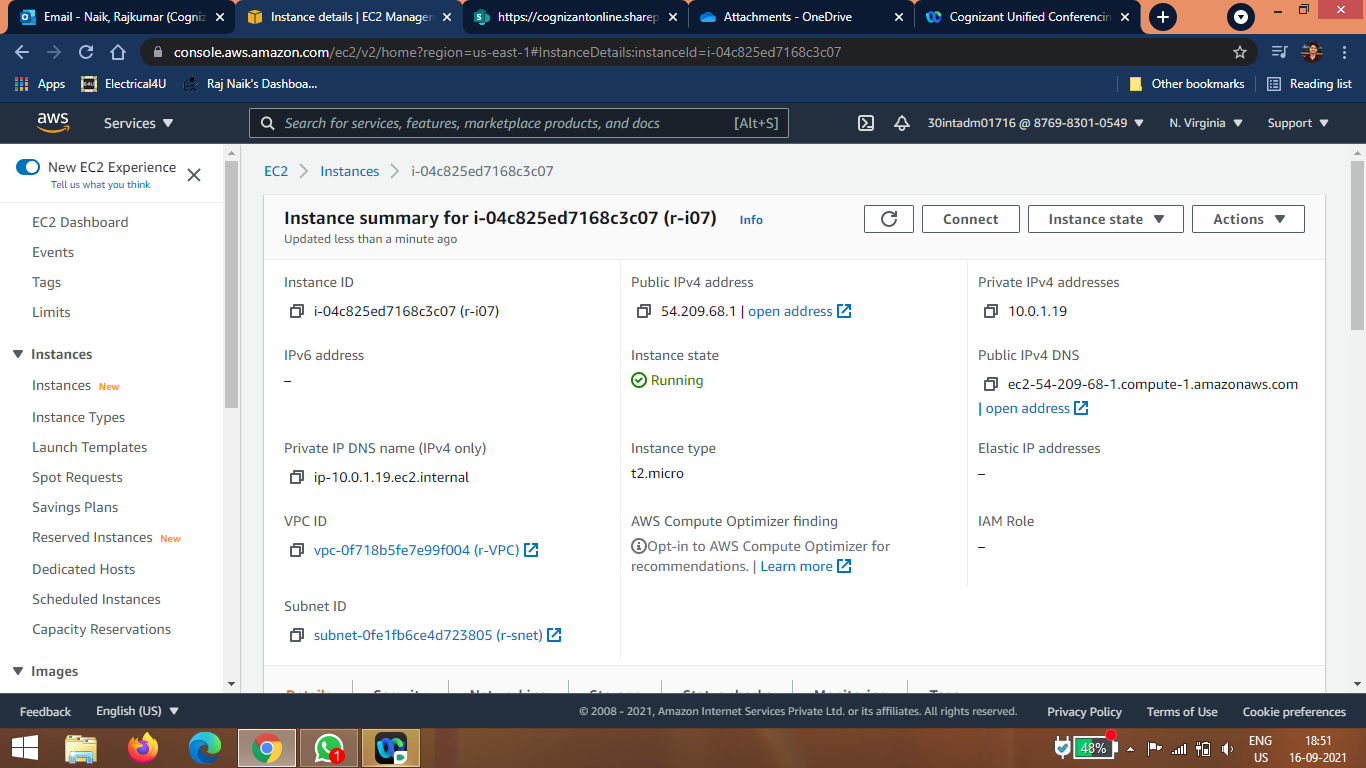 Email - Naik, Rajkumar (Cogniz
Instance details | EC2 Manager
https://cognizantonline.sharep
Attachments - OneDrive
Cognizant Unified Conferencin
console.aws.amazon.com/ec2/v2/home?region=us-east-1#InstanceDetails:instanceId=i-04c825ed7168c3c07
Apps
Electrical4U
Raj Naik's Dashboa...
Other bookmarks
Reading list
aws
Services
Search for services, features, marketplace products, and docs [Alt+S]
30intadm01716 @ 8769-8301-0549
N. Virginia
Support
New EC2 Experience
Tell us what you think
EC2 Dashboard
Events
Tags
Limits
Instances
Instances New
Instance Types
Launch Templates
Spot Requests
Savings Plans
Reserved Instances New
Dedicated Hosts
Scheduled Instances
Capacity Reservations
Images
EC2
Instances
i-04c825ed7168c3c07
Instance summary for i-04c825ed7168c3c07 (r-i07) Info
Updated less than a minute ago
Connect
Instance state
Actions
Instance ID
i-04c825ed7168c3c07 (r-i07)
Public IPv4 address
54.209.68.1 | open address
Private IPv4 addresses
10.0.1.19
IPv6 address
–
Instance state
Running
Public IPv4 DNS
ec2-54-209-68-1.compute-1.amazonaws.com
| open address
Private IP DNS name (IPv4 only)
ip-10.0.1.19.ec2.internal
Instance type
t2.micro
Elastic IP addresses
–
VPC ID
vpc-0f718b5fe7e99f004 (r-VPC)
AWS Compute Optimizer finding
Opt-in to AWS Compute Optimizer for
recommendations. | Learn more
IAM Role
–
Subnet ID
subnet-0fe1fb6ce4d723805 (r-snet)
Details
Security
Networking
Storage
Status checks
Monitoring
Tags
Feedback
English (US)
© 2008 - 2021, Amazon Internet Services Private Ltd. or its affiliates. All rights reserved.
Privacy Policy
Terms of Use
Cookie preferences
1
48%
ENG
US
18:51
16-09-2021